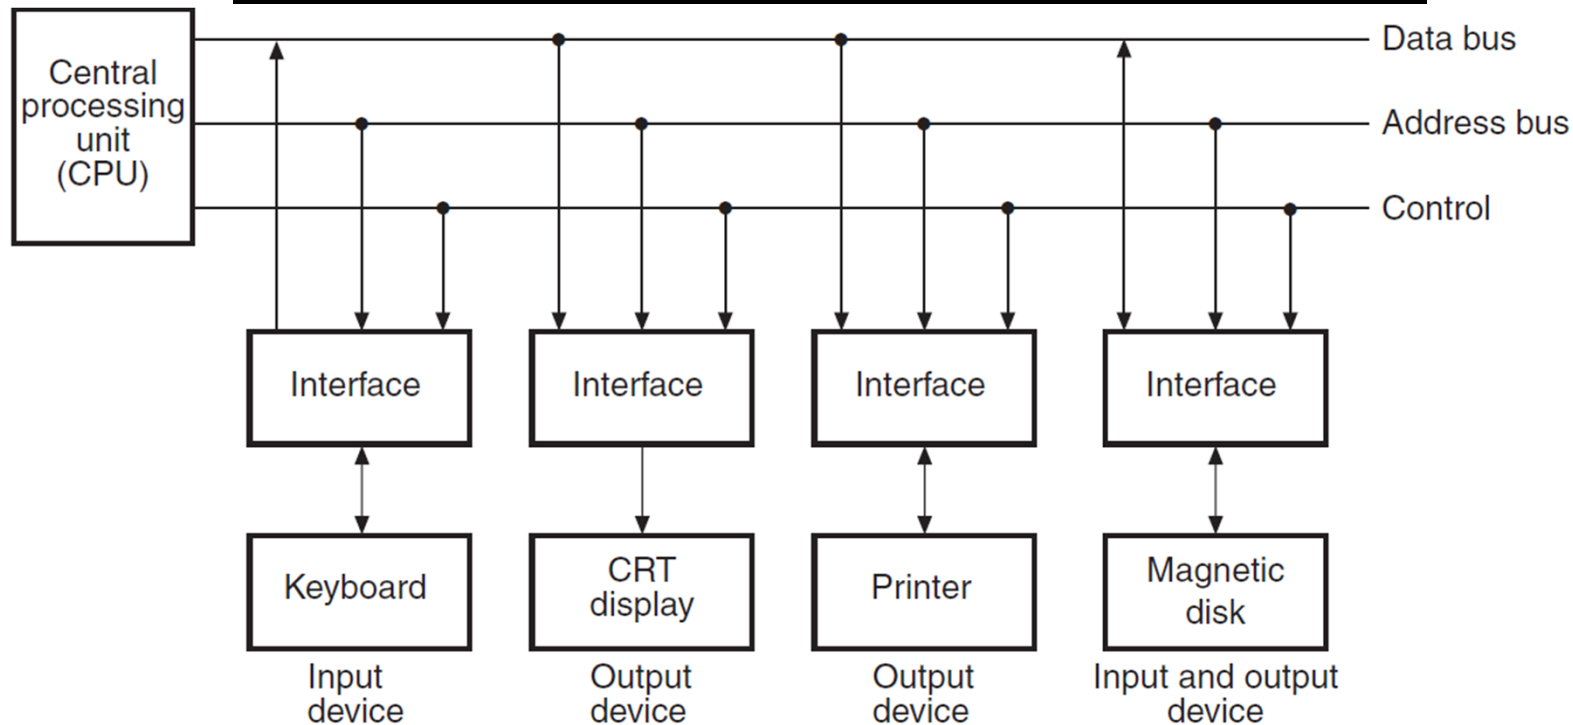 Central
processing
unit
(CPU)
Data bus
Address bus
Control
Interface
Interface
Interface
Interface
Keyboard
CRT
display
Printer
Magnetic
disk
Input
device
Output
device
Output
device
Input and output
device